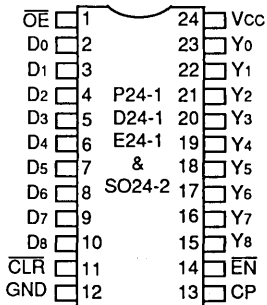 OE 1 24 Vcc
D0 2 23 Y0
D1 3 22 Y1
D2 4 P24-1 21 Y2
D3 5 D24-1 20 Y3
D4 6 E24-1 19 Y4
D5 7 & 18 Y5
D6 8 SO24-2 17 Y6
D7 9 16 Y7
D8 10 15 Y8
CLR 11 14 EN
GND 12 13 CP